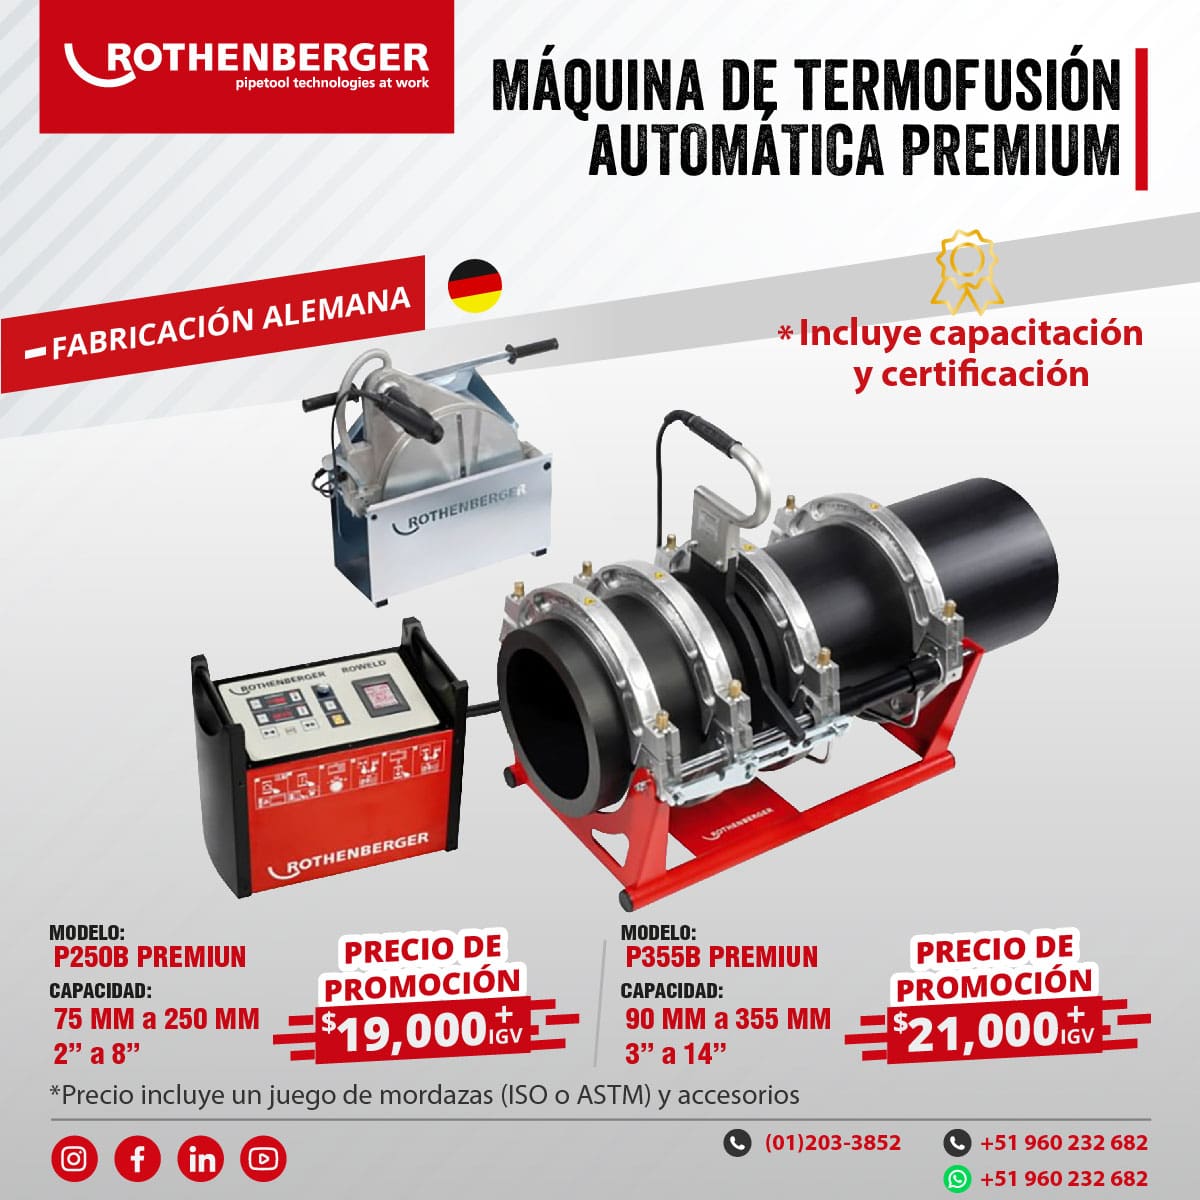 ROTHENBERGER
pipetool technologies at work
MÁQUINA DE TERMOFUSIÓN
AUTOMÁTICA PREMIUM
FABRICACIÓN ALEMANA
*Incluye capacitación
y certificación
ROTHENBERGER
ROTHENBERGER ROWELD
ROTHENBERGER
ROTHENBERGER
MODELO:
P250B PREMIUN
CAPACIDAD:
75 MM a 250 MM
2” a 8”
PRECIO DE
PROMOCIÓN
$19,000 + IGV
MODELO:
P355B PREMIUN
CAPACIDAD:
90 MM a 355 MM
3” a 14”
PRECIO DE
PROMOCIÓN
$21,000 + IGV
*Precio incluye un juego de mordazas (ISO o ASTM) y accesorios
(01)203-3852
+51 960 232 682
+51 960 232 682